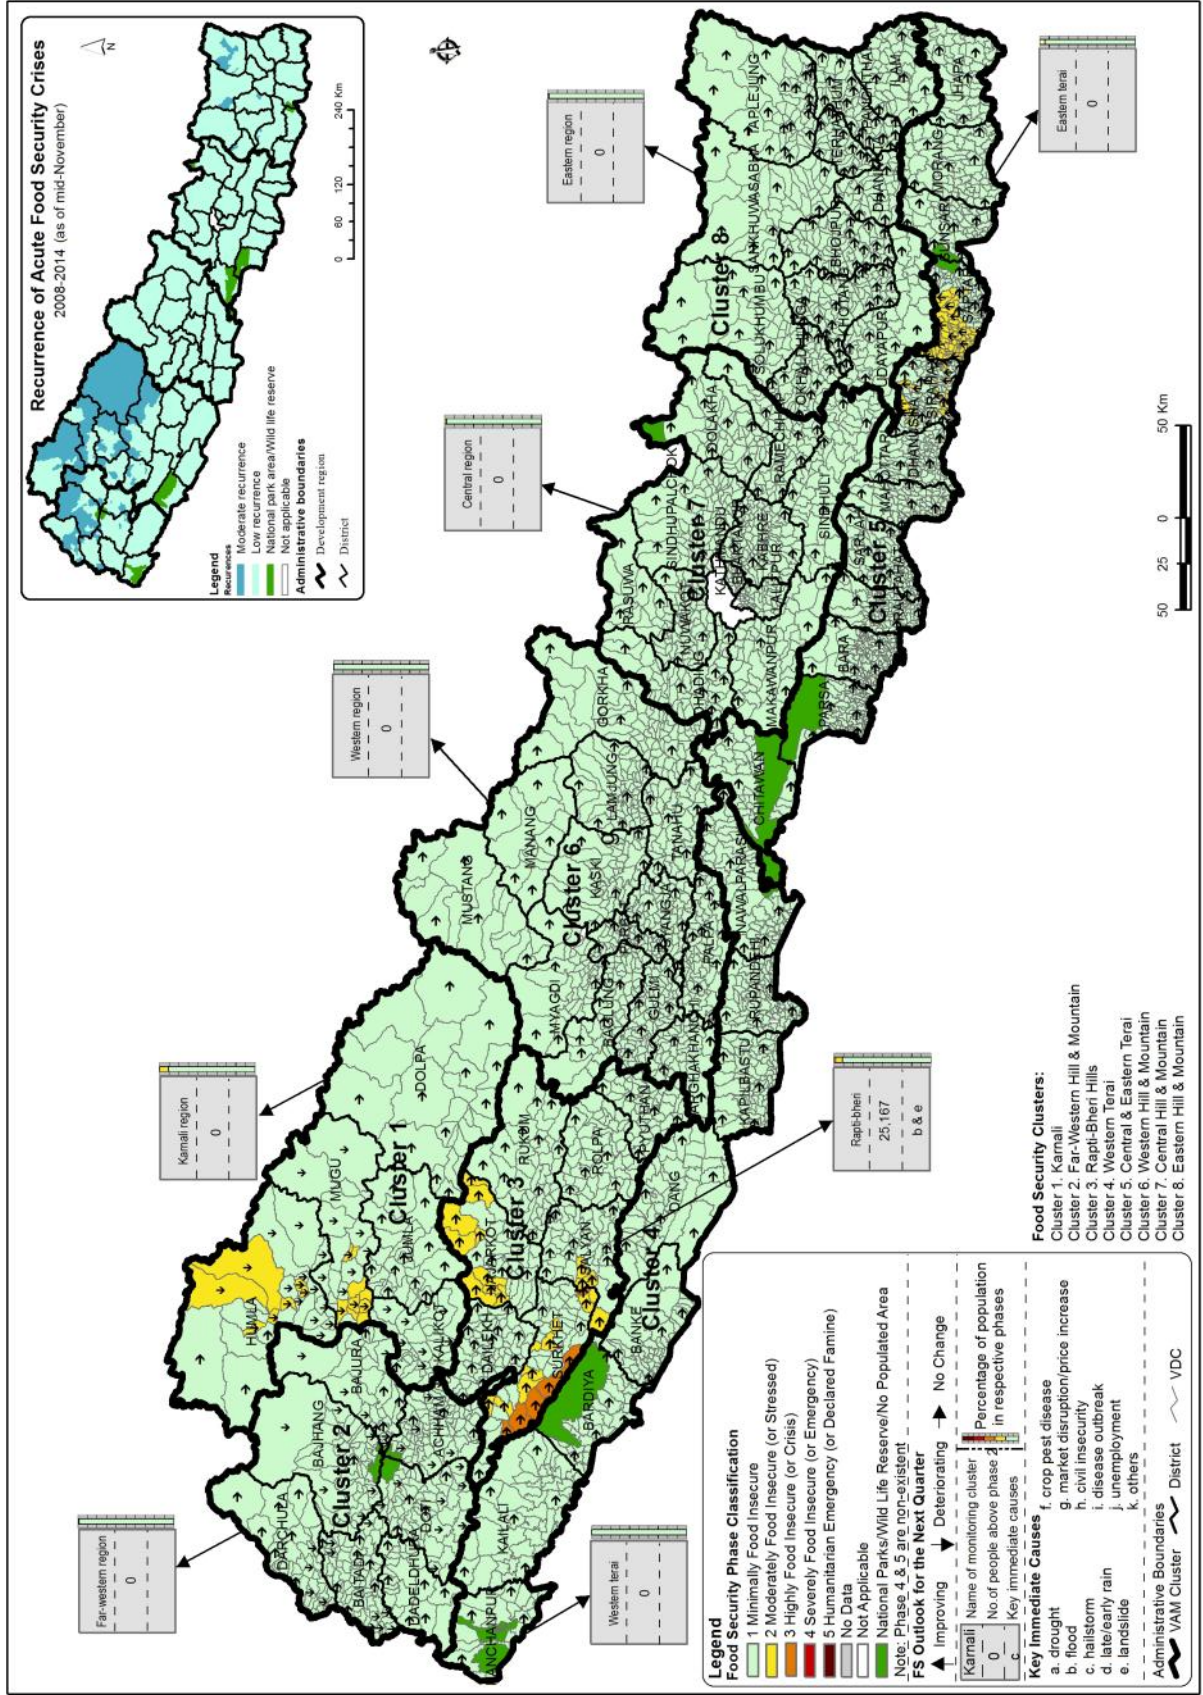 Recurrence of Acute Food Security Crises
2008-2014 (as of mid-November)
N
Legend
Recurences
Moderate recurrence
Low recurrence
National park area/Wild life reserve
Not applicable
Administrative boundaries
Development region
District
0 60 120 240 Km
Far-western region
0
Karnali region
0
Western region
0
Central region
0
Eastern region
0
Western terai
0
Rapti-bheri
25,167
b & e
Eastern terai
0
Cluster 1
Cluster 2
Cluster 3
Cluster 4
Cluster 5
Cluster 6
Cluster 7
Cluster 8
DARCHULA
BAJHANG
HUMLA
BAITADI
BAJURA
MUGU
DADELDHURA
DOTI
ACHHAM
KALIKOT
JUMLA
DOLPA
KANCHANPUR
KAILALI
DAILEKH
JAJARKOT
RUKUM
SURKHET
SALYAN
ROLPA
PYUTHAN
BARDIYA
BANKE
DANG
MUSTANG
MANANG
MYAGDI
KASKI
LAMJUNG
GORKHA
BAGLUNG
PARBAT
GULMI
SYANGJA
TANAHU
ARGHAKHANCHI
PALPA
KAPILBASTU
RUPANDEHI
NAWALPARASI
CHITAWAN
RASUWA
NUWAKOT
DHADING
SINDHUPALCHOK
DOLAKHA
KATHMANDU
BHAKTAPUR
KABHRE
LALITPUR
RAMECHHAP
MAKAWANPUR
SINDHULI
PARSA
BARA
RAUTAHAT
SARLAHI
MAHOTTARI
DHANUSHA
SIRAHA
SAPTARI
SOLUKHUMBU
SANKHUWASABHA
TAPLEJUNG
OKHALDHUNGA
KHOTANG
BHOJPUR
TERHATHUM
PANCHTHAR
UDAYAPUR
DHANKUTA
ILAM
SUNSARI
MORANG
JHAPA
50 25 0 50 Km
Legend
Food Security Phase Classification
1 Minimally Food Insecure
2 Moderately Food Insecure (or Stressed)
3 Highly Food Insecure (or Crisis)
4 Severely Food Insecure (or Emergency)
5 Humanitarian Emergency (or Declared Famine)
No Data
Not Applicable
National Parks/Wild Life Reserve/No Populated Area
Note: Phase 4 & 5 are non-existent
FS Outlook for the Next Quarter
Improving Deteriorating No Change
Karnali Name of monitoring cluster
0 No. of people above phase 2
c Key immediate causes
Percentage of population
in respective phases
Key Immediate Causes
a. drought
b. flood
c. hailstorm
d. late/early rain
e. landslide
f. crop pest disease
g. market disruption/price increase
h. civil insecurity
i. disease outbreak
j. unemployment
k. others
Administrative Boundaries
VAM Cluster District VDC
Food Security Clusters:
Cluster 1. Karnali
Cluster 2. Far-Western Hill & Mountain
Cluster 3. Rapti-Bheri Hills
Cluster 4. Western Terai
Cluster 5. Central & Eastern Terai
Cluster 6. Western Hill & Mountain
Cluster 7. Central Hill & Mountain
Cluster 8. Eastern Hill & Mountain